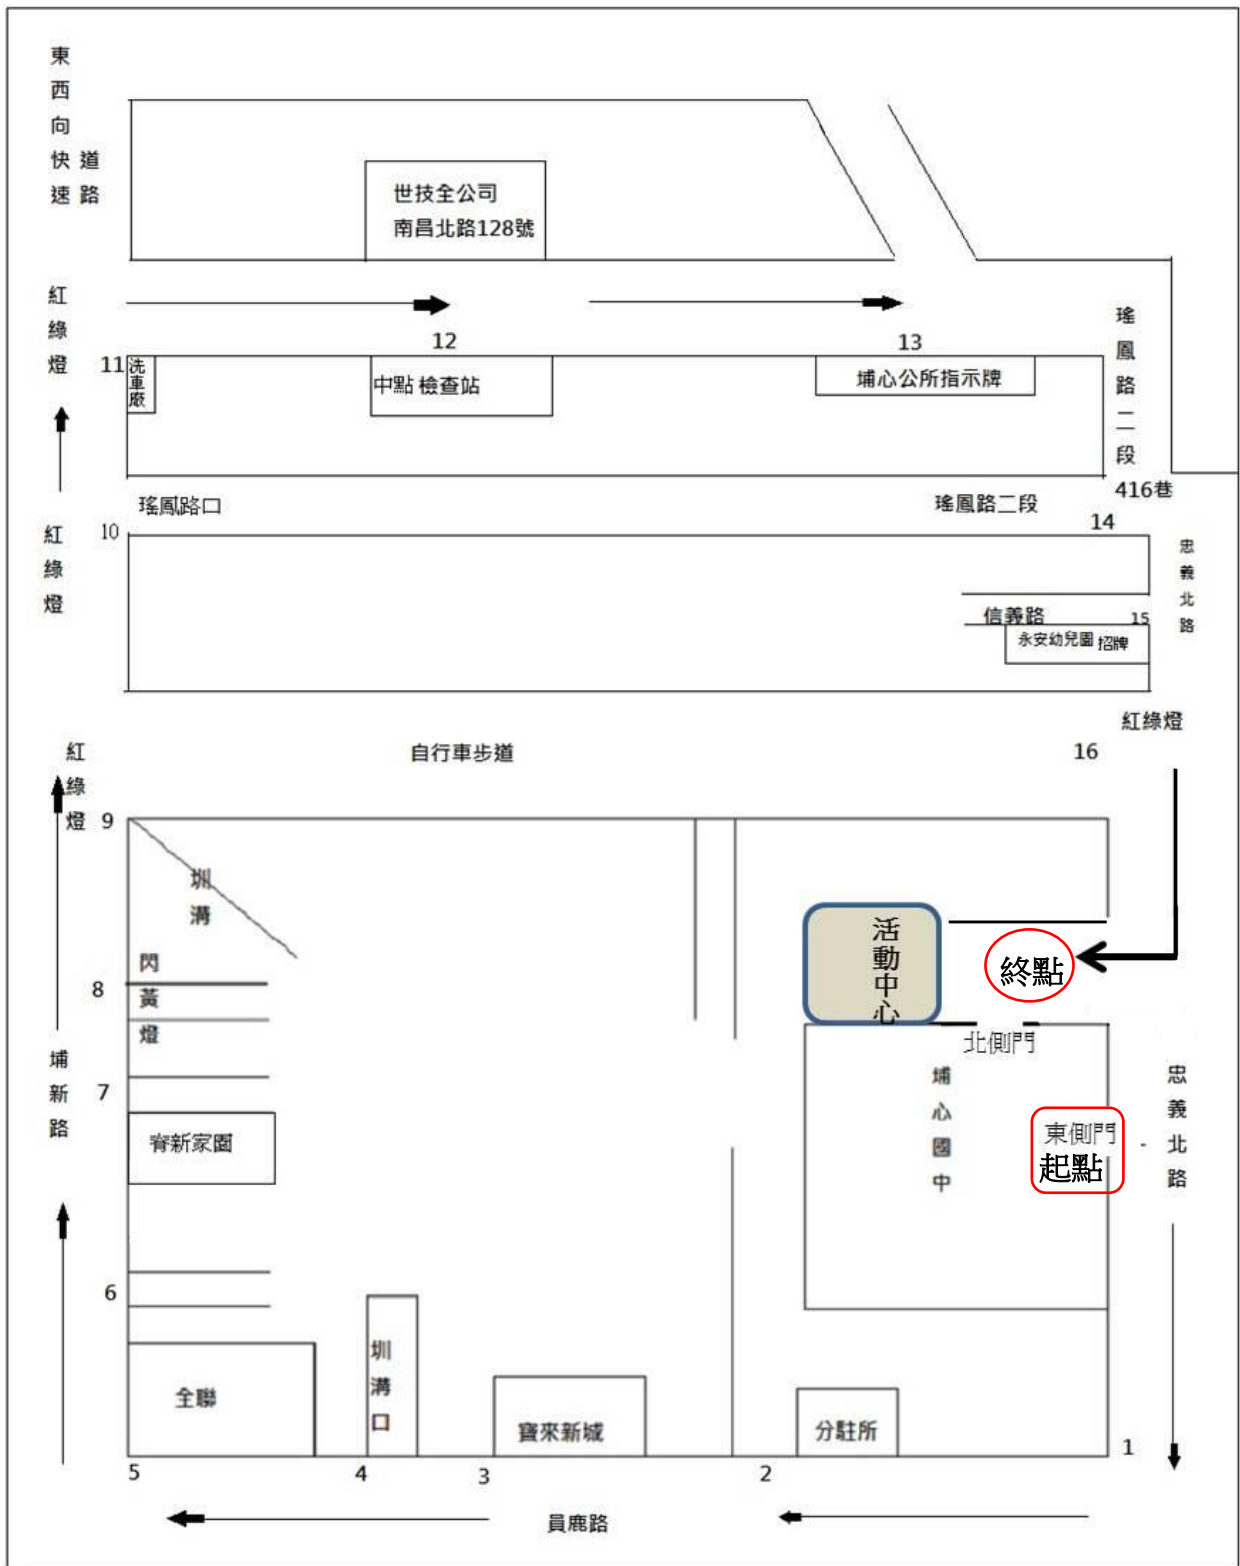 東西向快速
道路
世技全公司
南昌北路128號
紅綠燈
12
13
瑤鳳路二段
11
洗車廠
中點 檢查站
埔心公所指示牌
416巷
瑤鳳路口
瑤鳳路二段
14
紅綠燈
10
忠義北路
信義路
15
永安幼兒園 招牌
紅綠燈
紅綠燈
自行車步道
16
9
圳溝
活動中心
終點
閃黃燈
8
北側門
埔新路
7
埔心國中
忠義北路
東側門
起點
脊新家園
6
圳溝口
全聯
寶來新城
分駐所
1
5
4
3
2
員鹿路